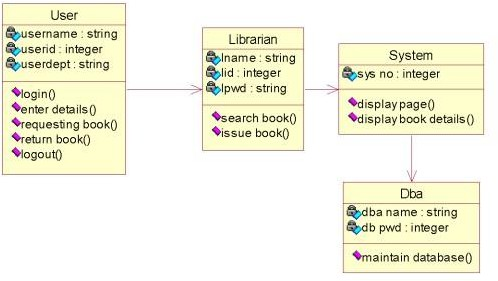 User
username : string
userid : integer
userdept : string
login()
enter details()
requesting book()
return book()
logout()
Librarian
lname : string
lid : integer
lpwd : string
search book()
issue book()
System
sys no : integer
display page()
display book details()
Dba
dba name : string
db pwd : integer
maintain database()